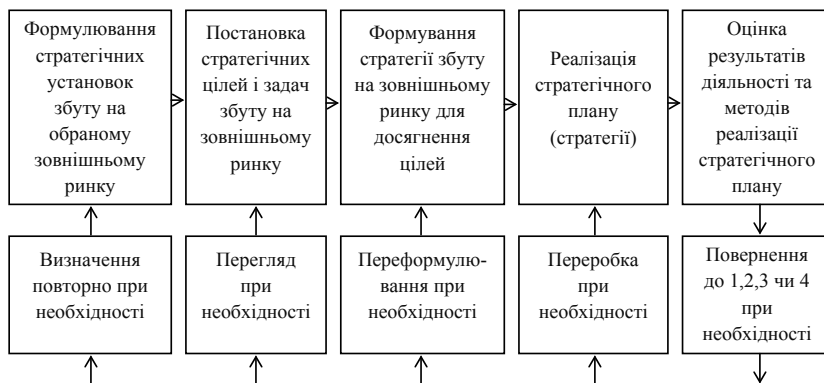 Формулювання
стратегічних
установок
збуту на
обраному
зовнішньому
ринку
Постановка
стратегічних
цілей і задач
збуту на
зовнішньому
ринку
Формування
стратегії збуту
на зовнішньому
ринку для
досягнення
цілей
Реалізація
стратегічного
плану
(стратегії)
Оцінка
результатів
діяльності та
методів
реалізації
стратегічного
плану
Визначення
повторно при
необхідності
Перегляд
при
необхідності
Переформулю-
вання при
необхідності
Переробка
при
необхідності
Повернення
до 1,2,3 чи 4
при
необхідності